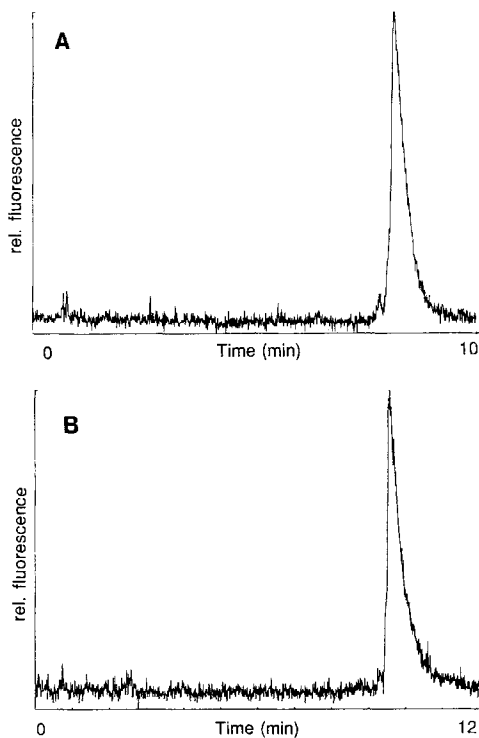 A
rel. fluorescence
0 Time (min) 10
B
rel. fluorescence
0 Time (min) 12